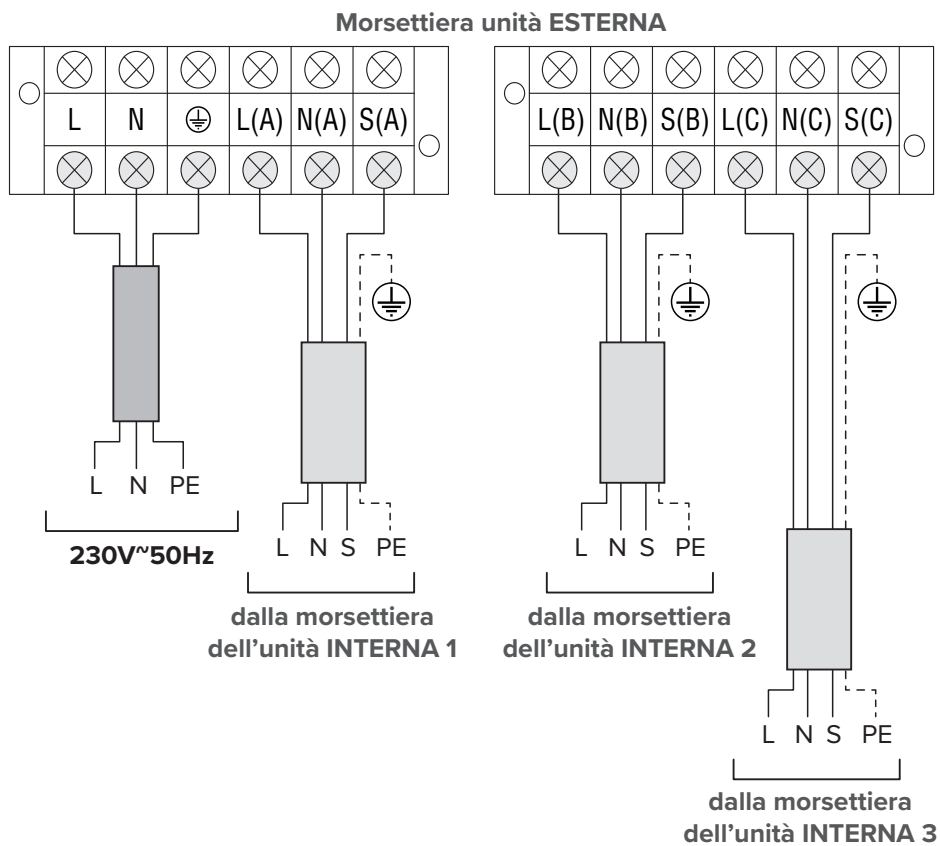 Morsettiera unità ESTERNA
L N L(A) N(A) S(A)
L(B) N(B) S(B) L(C) N(C) S(C)
L N PE
230V~50Hz
L N S PE
dalla morsettiera
dell'unità INTERNA 1
L N S PE
dalla morsettiera
dell'unità INTERNA 2
L N S PE
dalla morsettiera
dell'unità INTERNA 3